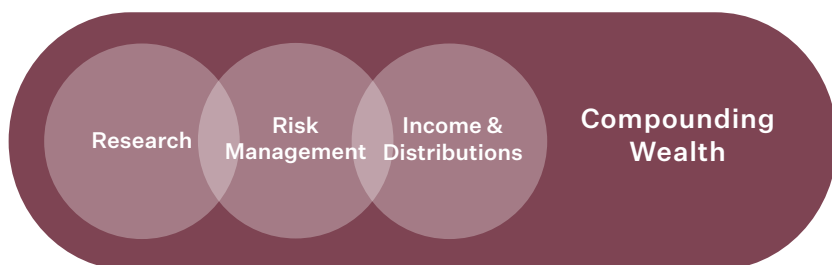 Research
Risk
Management
Income &
Distributions
Compounding
Wealth